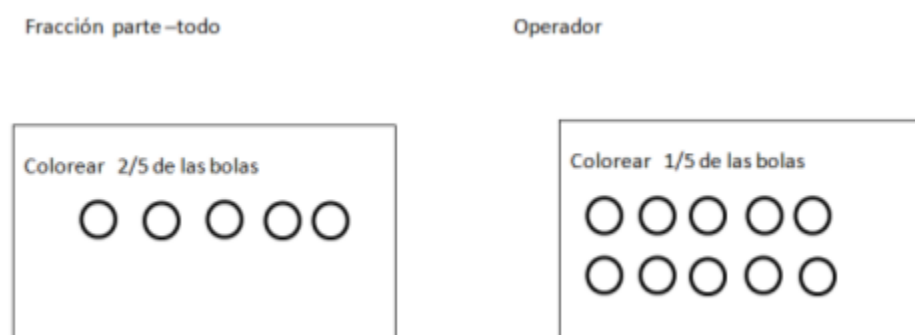 Fracción parte–todo
Operador
Colorear 2/5 de las bolas
Colorear 1/5 de las bolas